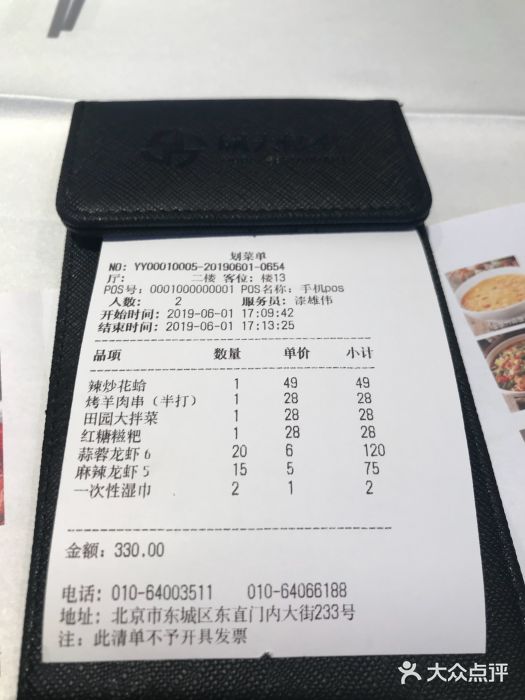 划菜单
NO: YY00010005-20190601-0654
厅: 二楼 客位: 楼13
POS号: 0001000000001 POS名称: 手机pos
人数: 2 服务员: 漆雄伟
开始时间: 2019-06-01 17:09:42
结束时间: 2019-06-01 17:13:25
品项 数量 单价 小计
辣炒花蛤 1 49 49
烤羊肉串（半打） 1 28 28
田园大拌菜 1 28 28
红糖糍粑 1 28 28
蒜蓉龙虾 6 20 6 120
麻辣龙虾 5 15 5 75
一次性湿巾 2 1 2
金额: 330.00
电话: 010-64003511 010-64066188
地址: 北京市东城区东直门内大街233号
注: 此清单不予开具发票
大众点评